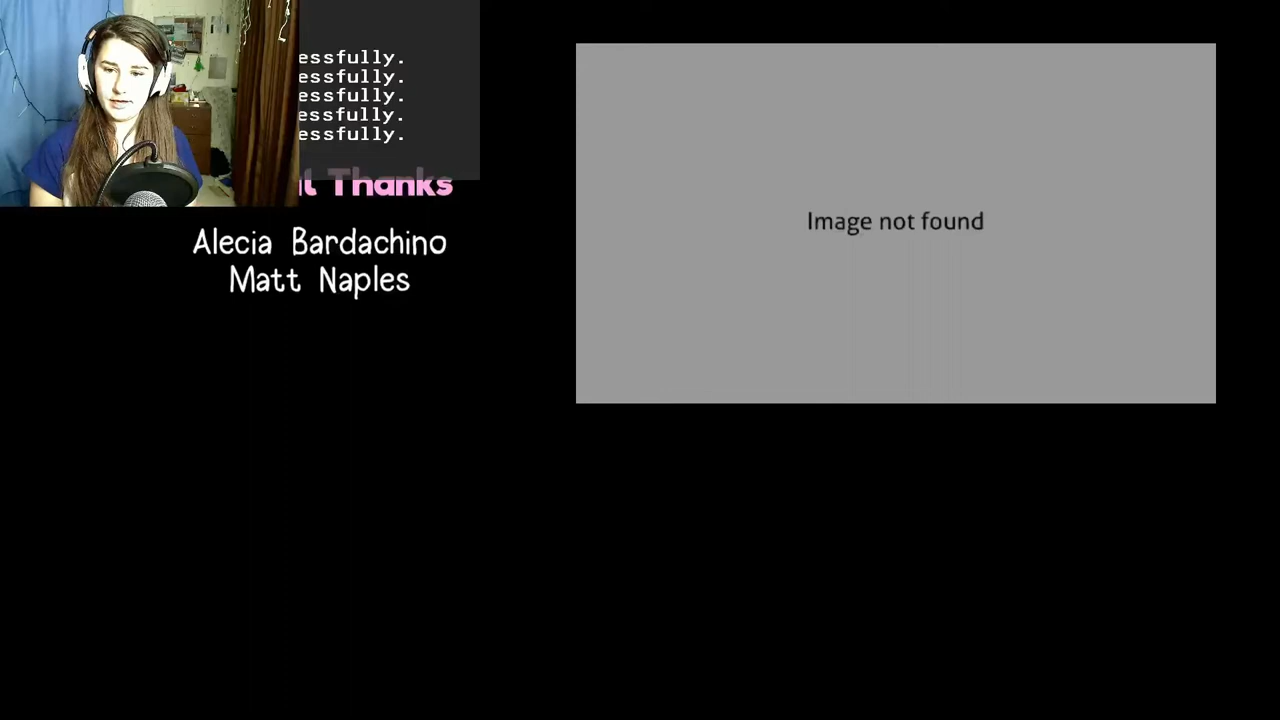 essfully.
essfully.
essfully.
essfully.
essfully.
Thanks
Alecia Bardachino
Matt Naples
Image not found